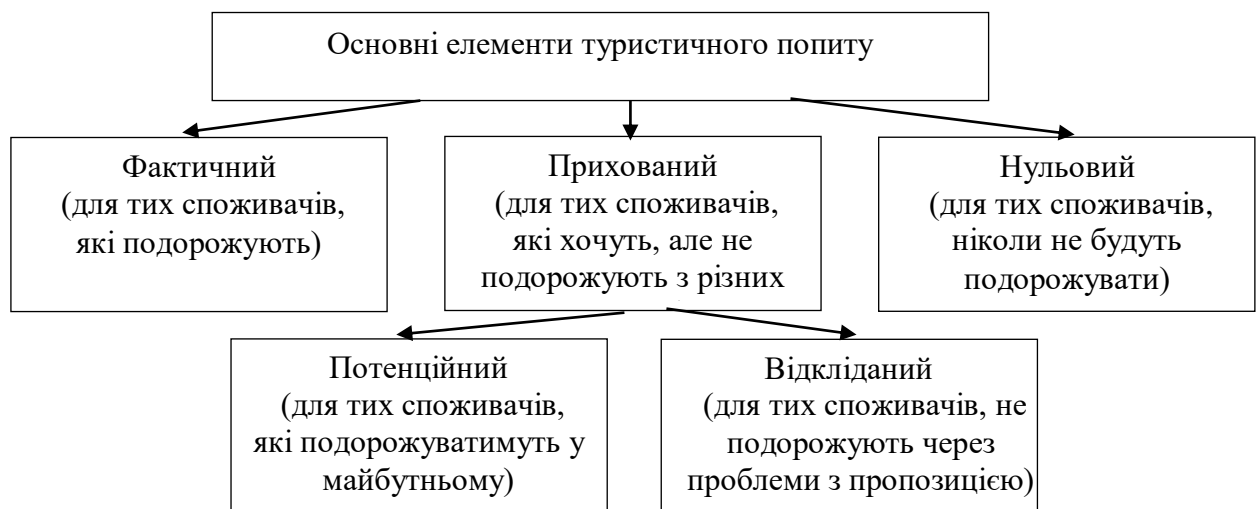 Основні елементи туристичного попиту
Фактичний
(для тих споживачів,
які подорожують)
Прихований
(для тих споживачів,
які хочуть, але не
подорожують з різних
Нульовий
(для тих споживачів,
ніколи не будуть
подорожувати)
Потенційний
(для тих споживачів,
які подорожуватимуть у
майбутньому)
Відкліданий
(для тих споживачів, не
подорожують через
проблеми з пропозицією)